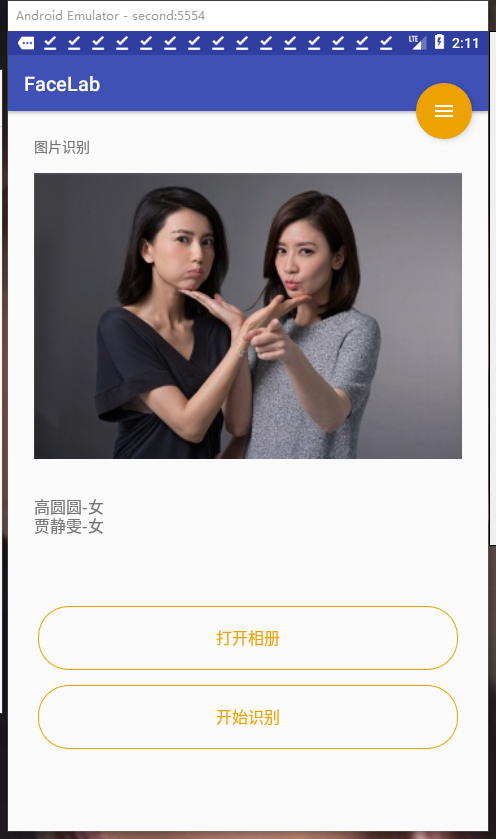 Android Emulator - second:5554
LTE 2:11
FaceLab
图片识别
高圆圆-女
贾静雯-女
打开相册
开始识别